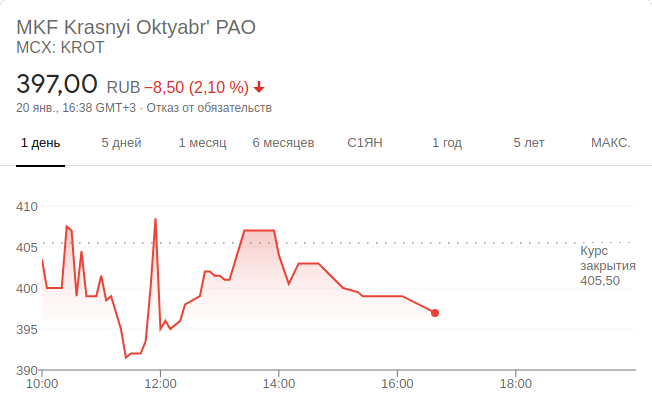 MKF Krasnyi Oktyabr' PAO
MCX: KROT
397,00 RUB −8,50 (2,10 %)
20 янв., 16:38 GMT+3 · Отказ от обязательств
1 день 5 дней 1 месяц 6 месяцев С1ЯН 1 год 5 лет МАКС.
410
405
400
395
390
Курс
закрытия
405,50
10:00 12:00 14:00 16:00 18:00